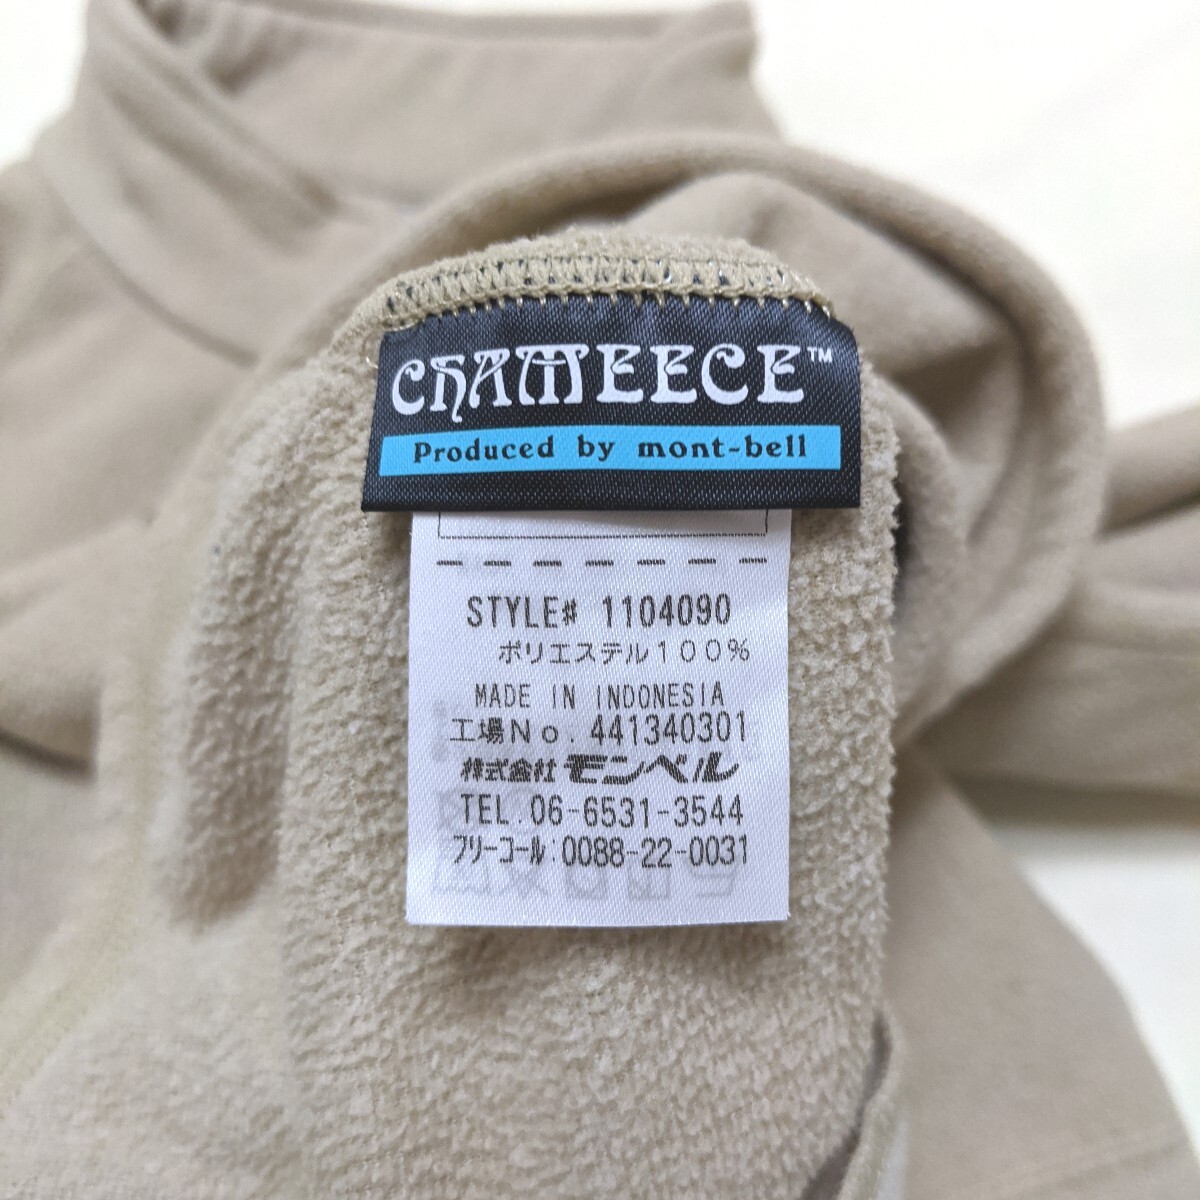 CHAMEECE™
Produced by mont-bell
STYLE# 1104090
ポリエステル100%
MADE IN INDONESIA
工場No. 441340301
株式会社 モンベル
TEL. 06-6531-3544
フリーコール:0088-22-0031